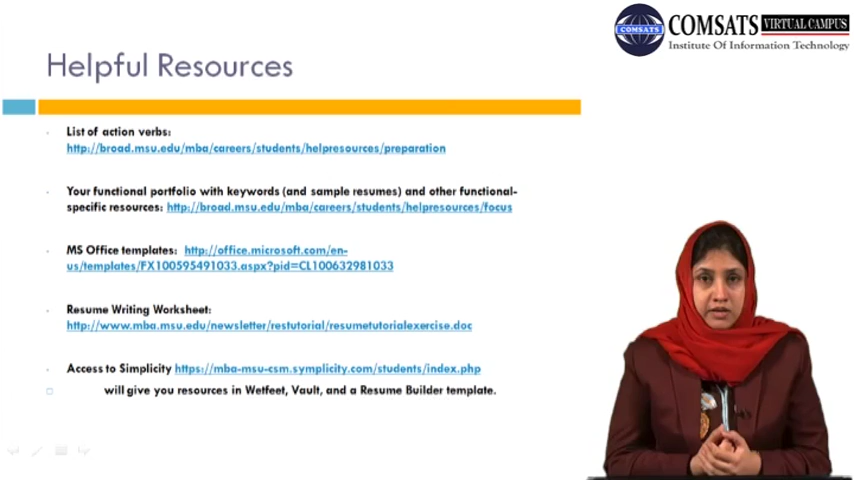 COMSATS VIRTUAL CAMPUS
COMSATS
Institute Of Information Technology
Helpful Resources
List of action verbs:
http://broad.msu.edu/mba/careers/students/helpresources/preparation
Your functional portfolio with keywords (and sample resumes) and other functional-
specific resources: http://broad.msu.edu/mba/careers/students/helpresources/focus
MS Office templates: http://office.microsoft.com/en-
us/templates/FX100595491033.aspx?pid=CL100632981033
Resume Writing Worksheet:
http://www.mba.msu.edu/newsletter/restutorial/resumetutorialexercise.doc
Access to Simplicity https://mba-msu-csm.symplicity.com/students/index.php
will give you resources in Wetfeet, Vault, and a Resume Builder template.